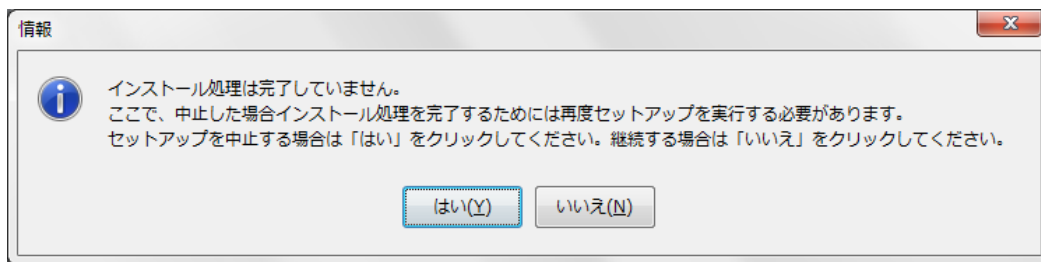 情報
インストール処理は完了していません。
ここで、中止した場合インストール処理を完了するためには再度セットアップを実行する必要があります。
セットアップを中止する場合は「はい」をクリックしてください。継続する場合は「いいえ」をクリックしてください。
はい(Y)
いいえ(N)